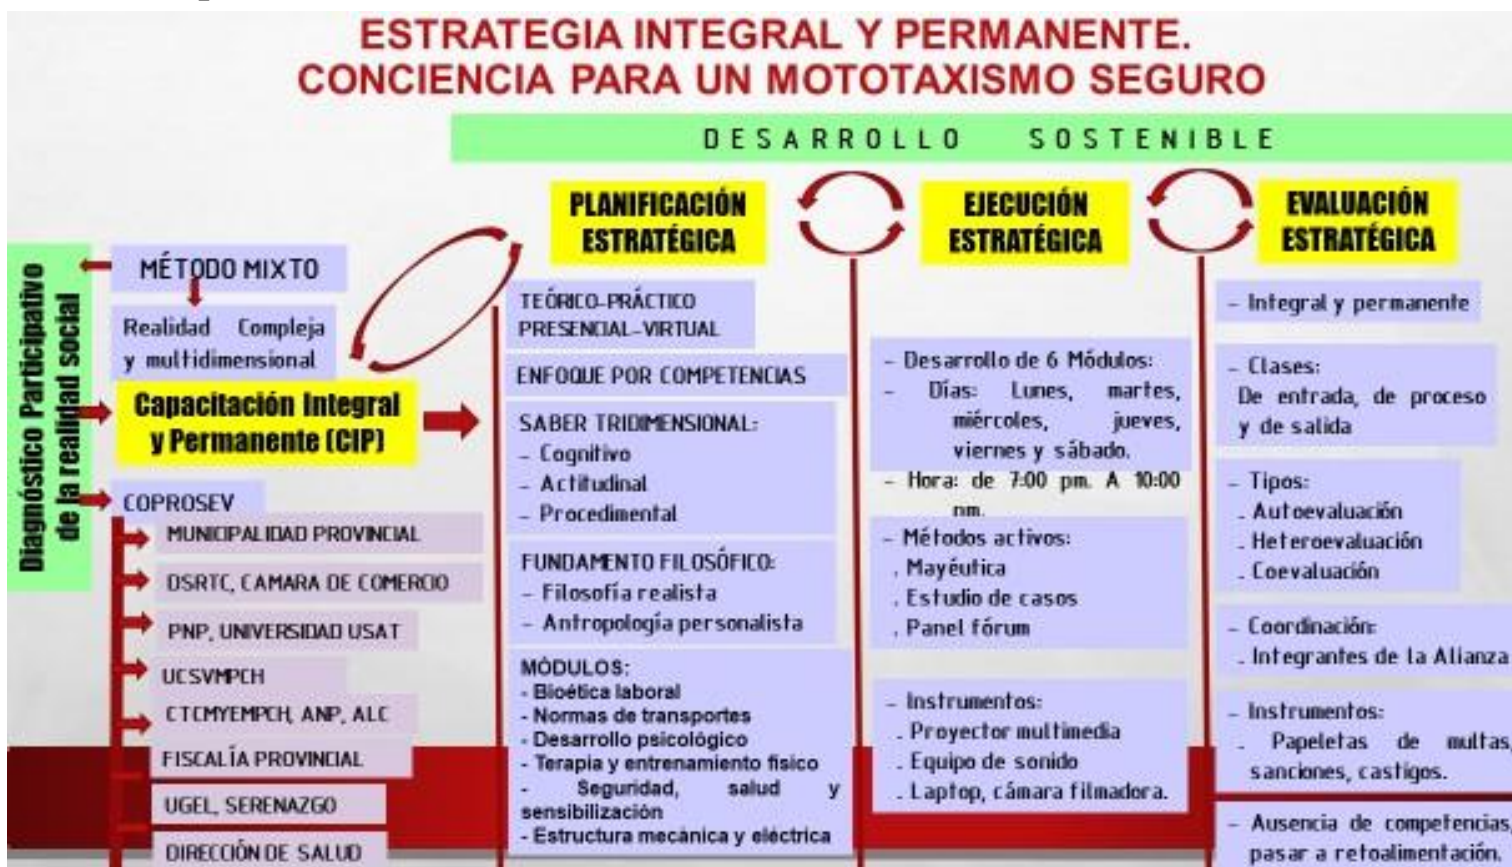 ESTRATEGIA INTEGRAL Y PERMANENTE.
CONCIENCIA PARA UN MOTOTAXISMO SEGURO
DESARROLLO SOSTENIBLE
Diagnóstico Participativo
de la realidad social
MÉTODO MIXTO
Realidad Compleja
y multidimensional
Capacitación Integral
y Permanente (CIP)
COPROSEV
MUNICIPALIDAD PROVINCIAL
DSRTC, CAMARA DE COMERCIO
PNP, UNIVERSIDAD USAT
UCSVMPCH
CTCMYEMPCH, ANP, ALC
FISCALÍA PROVINCIAL
UGEL, SERENAZGO
DIRECCIÓN DE SALUD
PLANIFICACIÓN
ESTRATÉGICA
TEÓRICO-PRÁCTICO
PRESENCIAL-VIRTUAL
ENFOQUE POR COMPETENCIAS
SABER TRIDIMENSIONAL:
- Cognitivo
- Actitudinal
- Procedimental
FUNDAMENTO FILOSÓFICO:
- Filosofía realista
- Antropología personalista
MÓDULOS:
- Bioética laboral
- Normas de transportes
- Desarrollo psicológico
- Terapia y entrenamiento físico
- Seguridad, salud y
sensibilización
- Estructura mecánica y eléctrica
EJECUCIÓN
ESTRATÉGICA
- Desarrollo de 6 Módulos:
- Días: Lunes, martes,
miércoles, jueves,
viernes y sábado.
- Hora: de 7:00 pm. A 10:00
- Métodos activos:
. Mayéutica
. Estudio de casos
. Panel fórum
- Instrumentos:
. Proyector multimedia
. Equipo de sonido
. Laptop, cámara filmadora.
EVALUACIÓN
ESTRATÉGICA
- Integral y permanente
- Clases:
De entrada, de proceso
y de salida
- Tipos:
. Autoevaluación
. Heteroevaluación
. Coevaluación
- Coordinación:
. Integrantes de la Alianza
- Instrumentos:
. Papeletas de multas,
sanciones, castigos.
- Ausencia de competencias,
pasar a retoalimentación.